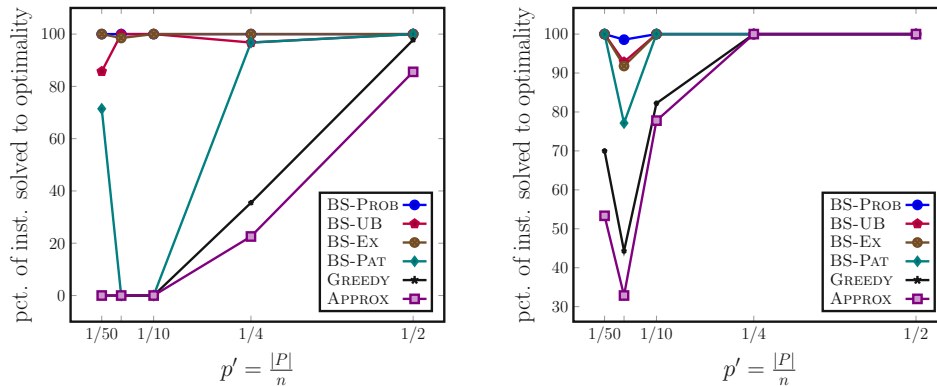 pct. of inst. solved to optimality
100
80
60
40
20
0
1/50
1/10
1/4
1/2
p′ = |P|/n
BS-PROB
BS-UB
BS-EX
BS-PAT
GREEDY
APPROX
pct. of inst. solved to optimality
100
90
80
70
60
50
40
30
1/50
1/10
1/4
1/2
p′ = |P|/n
BS-PROB
BS-UB
BS-EX
BS-PAT
GREEDY
APPROX